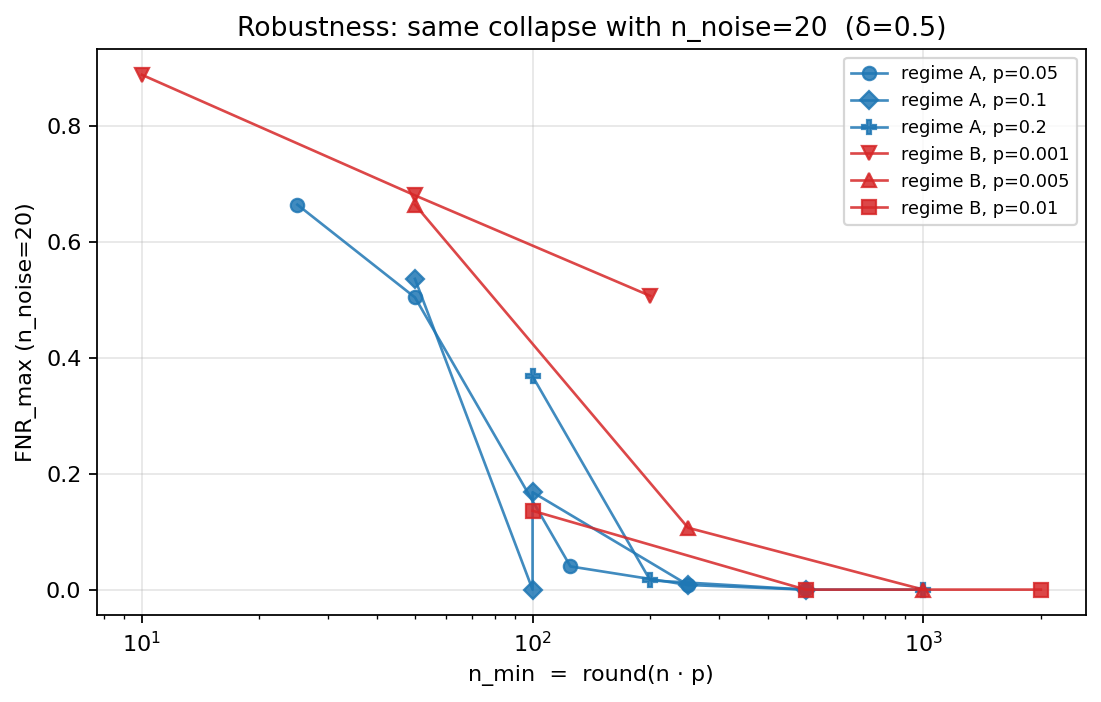 Robustness: same collapse with n_noise=20  (δ=0.5)
regime A, p=0.05
regime A, p=0.1
regime A, p=0.2
regime B, p=0.001
regime B, p=0.005
regime B, p=0.01
FNR_max (n_noise=20)
0.8
0.6
0.4
0.2
0.0
10¹ 10² 10³
n_min  =  round(n · p)